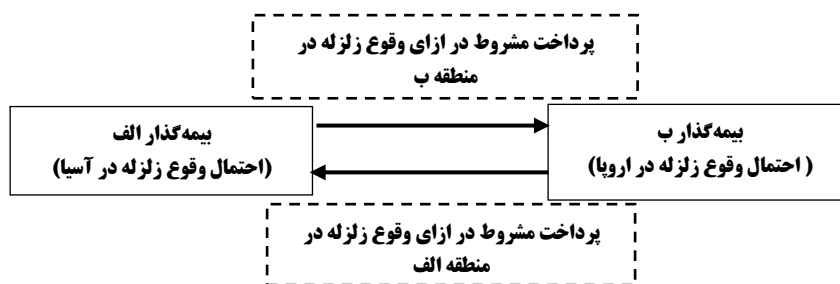 پرداخت مشروط در ازای وقوع زلزله در
منطقه ب
بیمه‌گذار ب
( احتمال وقوع زلزله در اروپا)
بیمه‌گذار الف
(احتمال وقوع زلزله در آسیا)
پرداخت مشروط در ازای وقوع زلزله در
منطقه الف